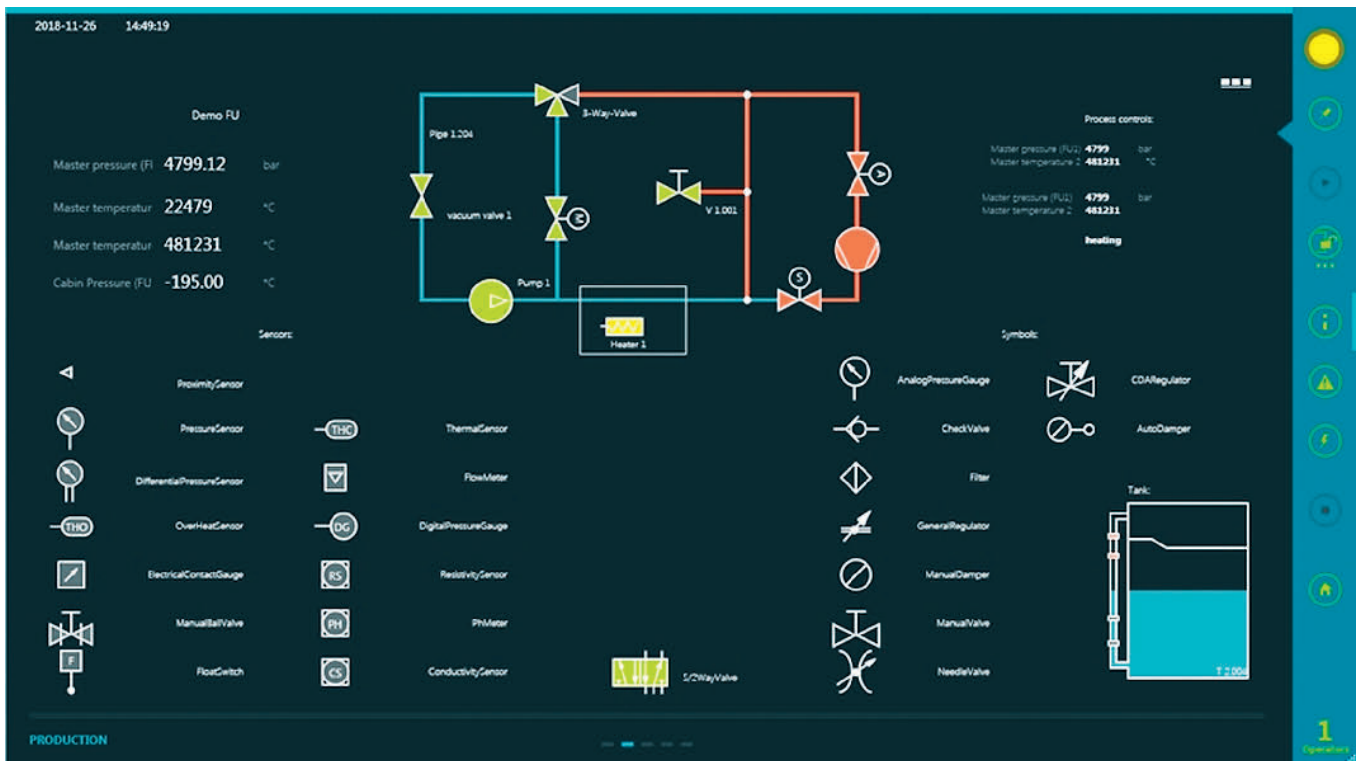 2018-11-26 14:49:19
Demo FU
Master pressure (FI 4799.12 bar
Master temperatur 22479 °C
Master temperatur 481231 °C
Cabin Pressure (FU -195.00 °C
3-Way-Valve
Pipe 1.204
vacuum valve 1
M
V 1.001
A
S
Pump 1
Heater 1
Process controls:
Master pressure (FU1) 4799 bar
Master temperature 2 481231 °C
Master pressure (FU1) 4799 bar
Master temperature 2 481231
heating
Sensors:
ProximitySensor
PressureSensor
THC ThermalSensor
DifferentialPressureSensor
FlowMeter
THO OverHeatSensor
DG DigitalPressureGauge
ElectricalContactGauge
RS ResistivitySensor
ManualBallValve
PH PhMeter
F FloatSwitch
CS ConductivitySensor
5/2WayValve
Symbols:
AnalogPressureGauge
CDARegulator
CheckValve
AutoDamper
Filter
GeneralRegulator
ManualDamper
ManualValve
NeedleValve
Tank:
T 2.004
PRODUCTION
1
Operators